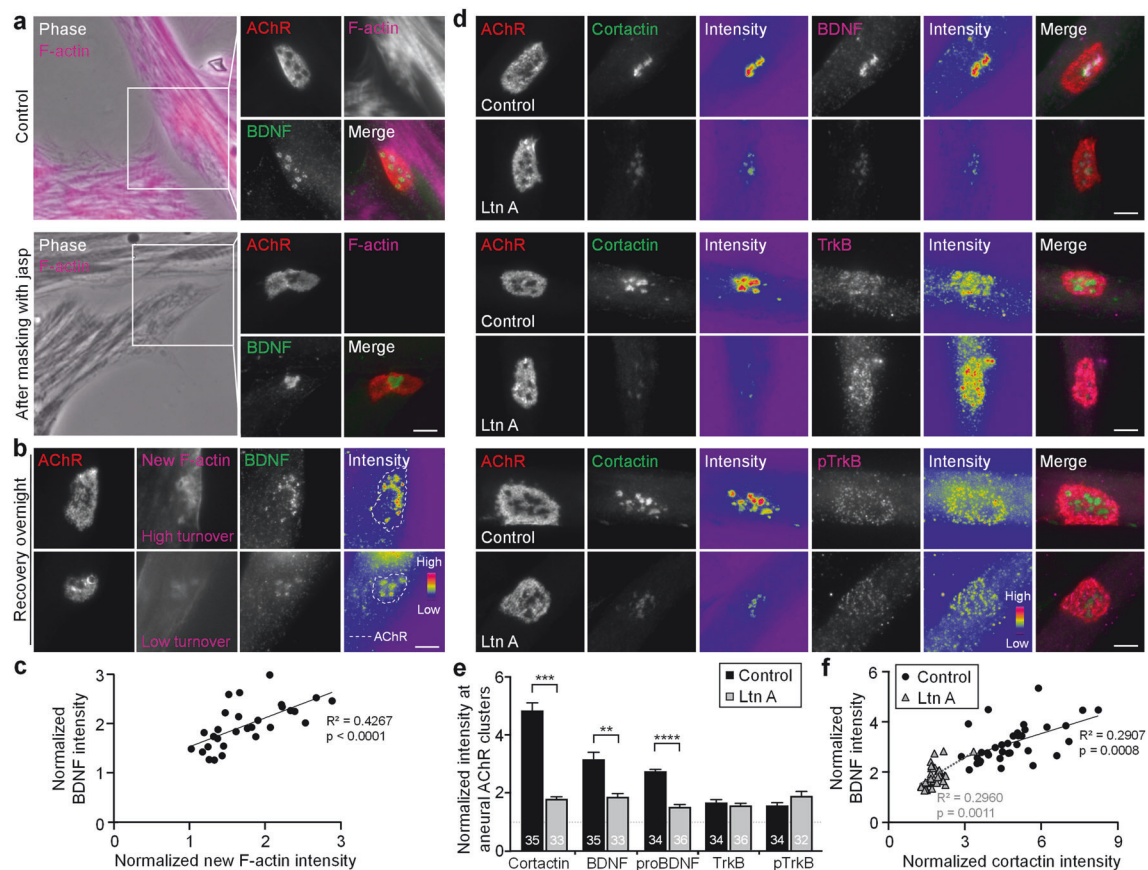 a
Phase
F-actin
AChR
F-actin
Control
BDNF
Merge
Phase
F-actin
AChR
F-actin
After masking with jasp
BDNF
Merge
b
AChR
New F-actin
BDNF
Intensity
Recovery overnight
High turnover
High
Low
Low turnover
AChR
c
Normalized
BDNF intensity
3
2
1
0
0
1
2
3
R² = 0.4267
p < 0.0001
Normalized new F-actin intensity
d
AChR
Cortactin
Intensity
BDNF
Intensity
Merge
Control
Ltn A
AChR
Cortactin
Intensity
TrkB
Intensity
Merge
Control
Ltn A
AChR
Cortactin
Intensity
pTrkB
Intensity
Merge
Control
High
Low
Ltn A
e
Normalized intensity at
aneural AChR clusters
6
5
4
3
2
1
0
Control
Ltn A
***
**
****
35
33
35
33
34
36
34
36
34
32
Cortactin
BDNF
proBDNF
TrkB
pTrkB
f
Control
Ltn A
Normalized
BDNF intensity
6
4
2
0
0
3
6
9
R² = 0.2907
p = 0.0008
R² = 0.2960
p = 0.0011
Normalized cortactin intensity